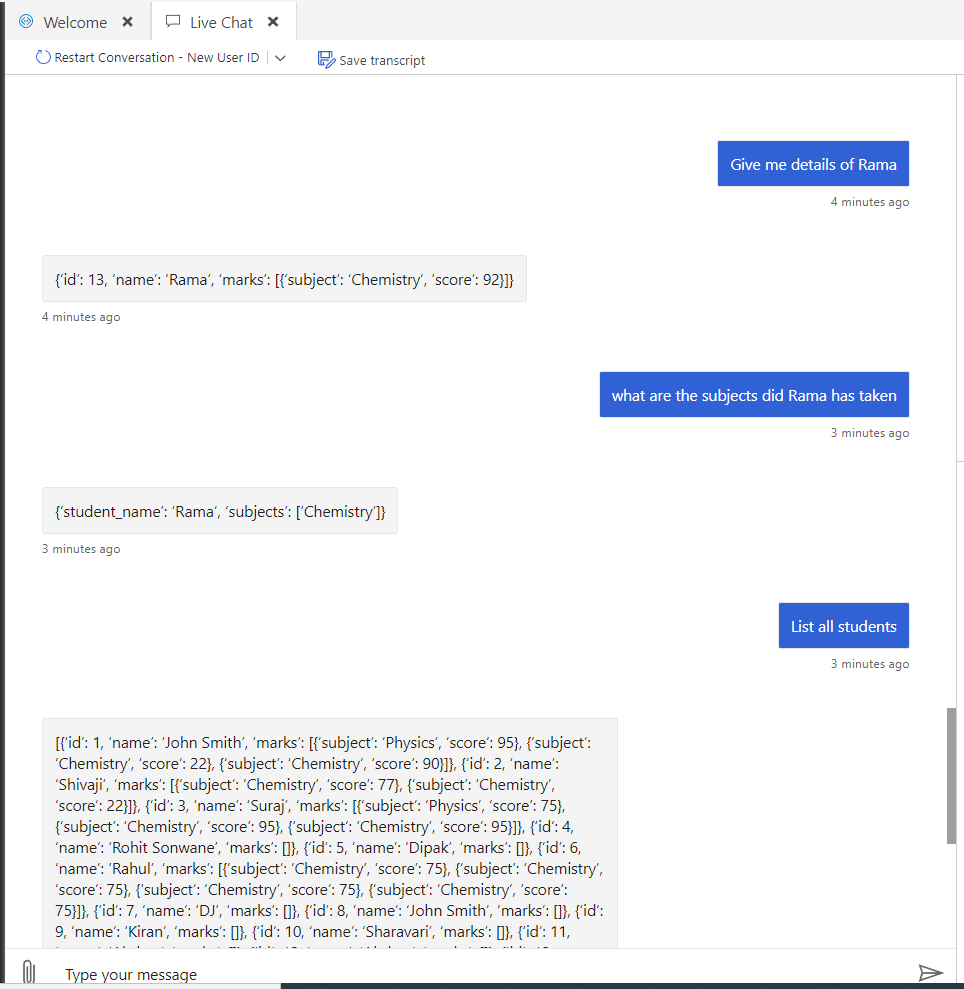 Welcome
Live Chat
Restart Conversation - New User ID
Save transcript
Give me details of Rama
4 minutes ago
{‘id’: 13, ‘name’: ‘Rama’, ‘marks’: [{‘subject’: ‘Chemistry’, ‘score’: 92}]}
4 minutes ago
what are the subjects did Rama has taken
3 minutes ago
{‘student_name’: ‘Rama’, ‘subjects’: [‘Chemistry’]}
3 minutes ago
List all students
3 minutes ago
[{‘id’: 1, ‘name’: ‘John Smith’, ‘marks’: [{‘subject’: ‘Physics’, ‘score’: 95}, {‘subject’:
‘Chemistry’, ‘score’: 22}, {‘subject’: ‘Chemistry’, ‘score’: 90}]}, {‘id’: 2, ‘name’:
‘Shivaji’, ‘marks’: [{‘subject’: ‘Chemistry’, ‘score’: 77}, {‘subject’: ‘Chemistry’,
‘score’: 22}]}, {‘id’: 3, ‘name’: ‘Suraj’, ‘marks’: [{‘subject’: ‘Physics’, ‘score’: 75},
{‘subject’: ‘Chemistry’, ‘score’: 95}, {‘subject’: ‘Chemistry’, ‘score’: 95}]}, {‘id’: 4,
‘name’: ‘Rohit Sonwane’, ‘marks’: []}, {‘id’: 5, ‘name’: ‘Dipak’, ‘marks’: []}, {‘id’: 6,
‘name’: ‘Rahul’, ‘marks’: [{‘subject’: ‘Chemistry’, ‘score’: 75}, {‘subject’: ‘Chemistry’,
‘score’: 75}, {‘subject’: ‘Chemistry’, ‘score’: 75}, {‘subject’: ‘Chemistry’, ‘score’:
75}]}, {‘id’: 7, ‘name’: ‘DJ’, ‘marks’: []}, {‘id’: 8, ‘name’: ‘John Smith’, ‘marks’: []}, {‘id’:
9, ‘name’: ‘Kiran’, ‘marks’: []}, {‘id’: 10, ‘name’: ‘Sharavari’, ‘marks’: []}, {‘id’: 11,
Type your message